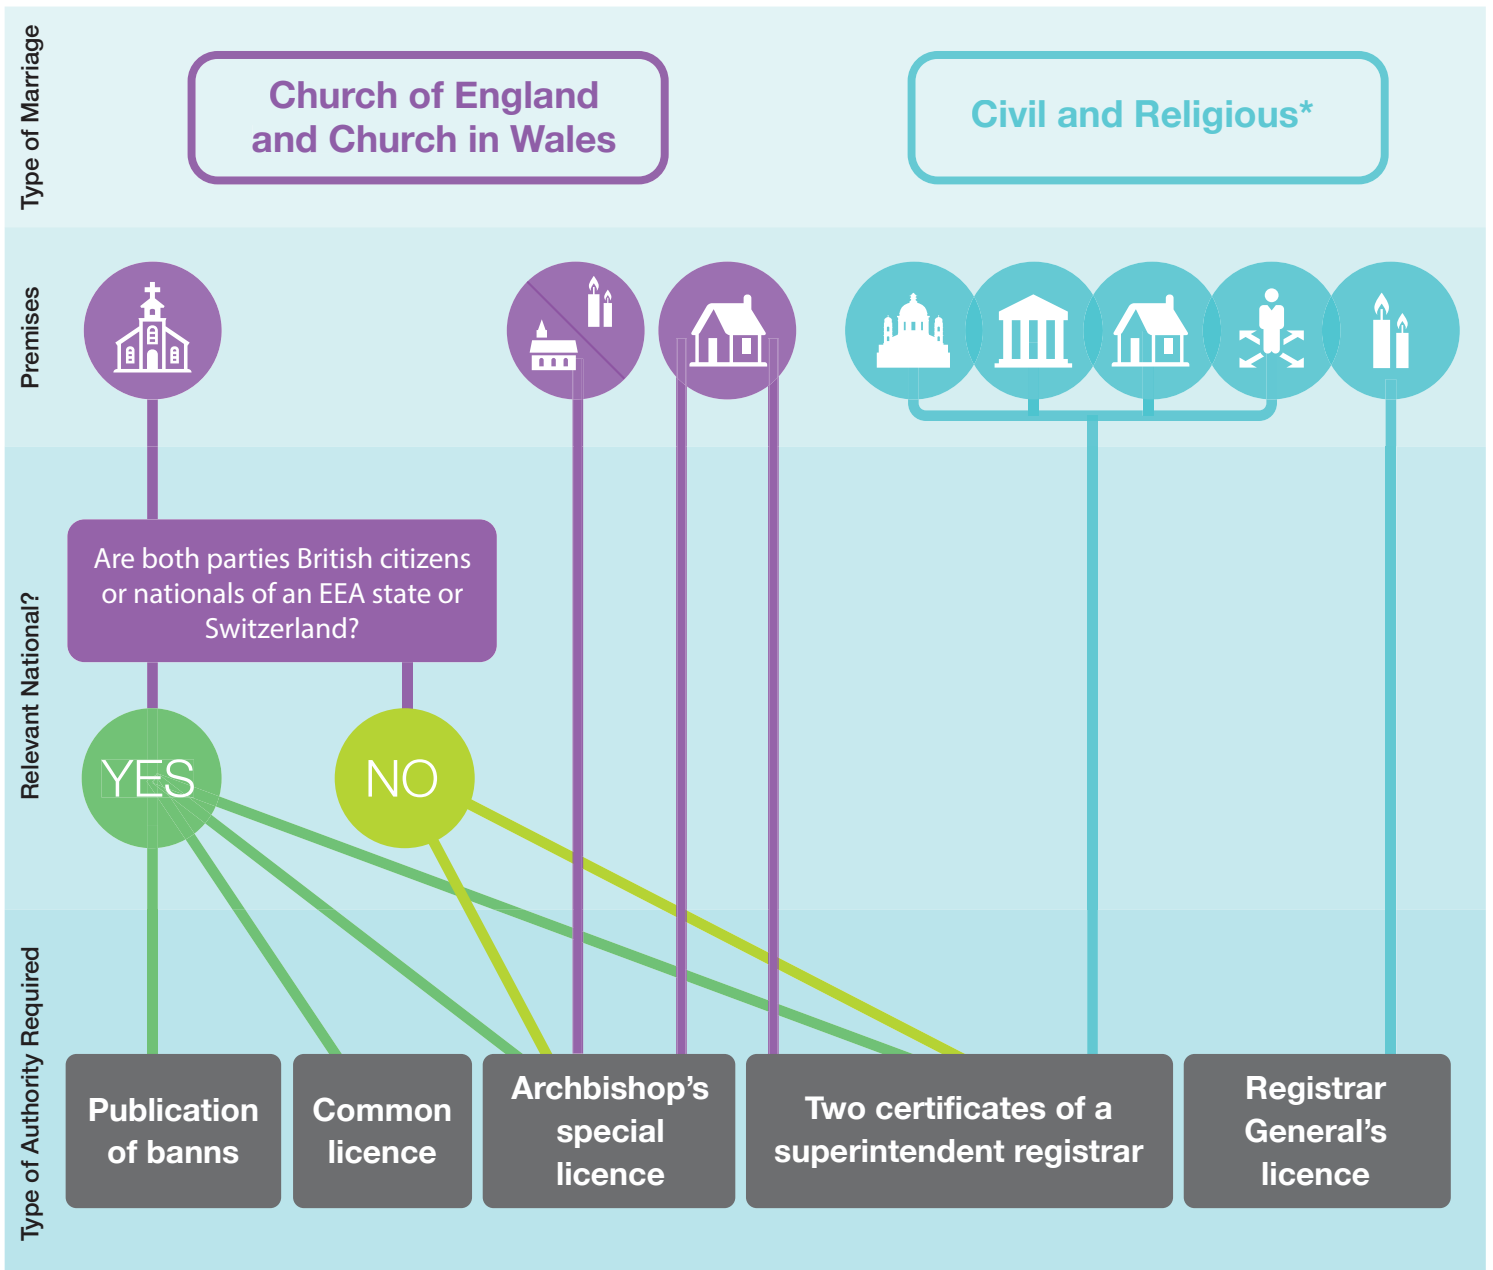 Type of Marriage
Church of England
and Church in Wales
Civil and Religious*
Premises
Relevant National?
Are both parties British citizens
or nationals of an EEA state or
Switzerland?
YES
NO
Type of Authority Required
Publication
of banns
Common
licence
Archbishop’s
special
licence
Two certificates of a
superintendent registrar
Registrar
General’s
licence